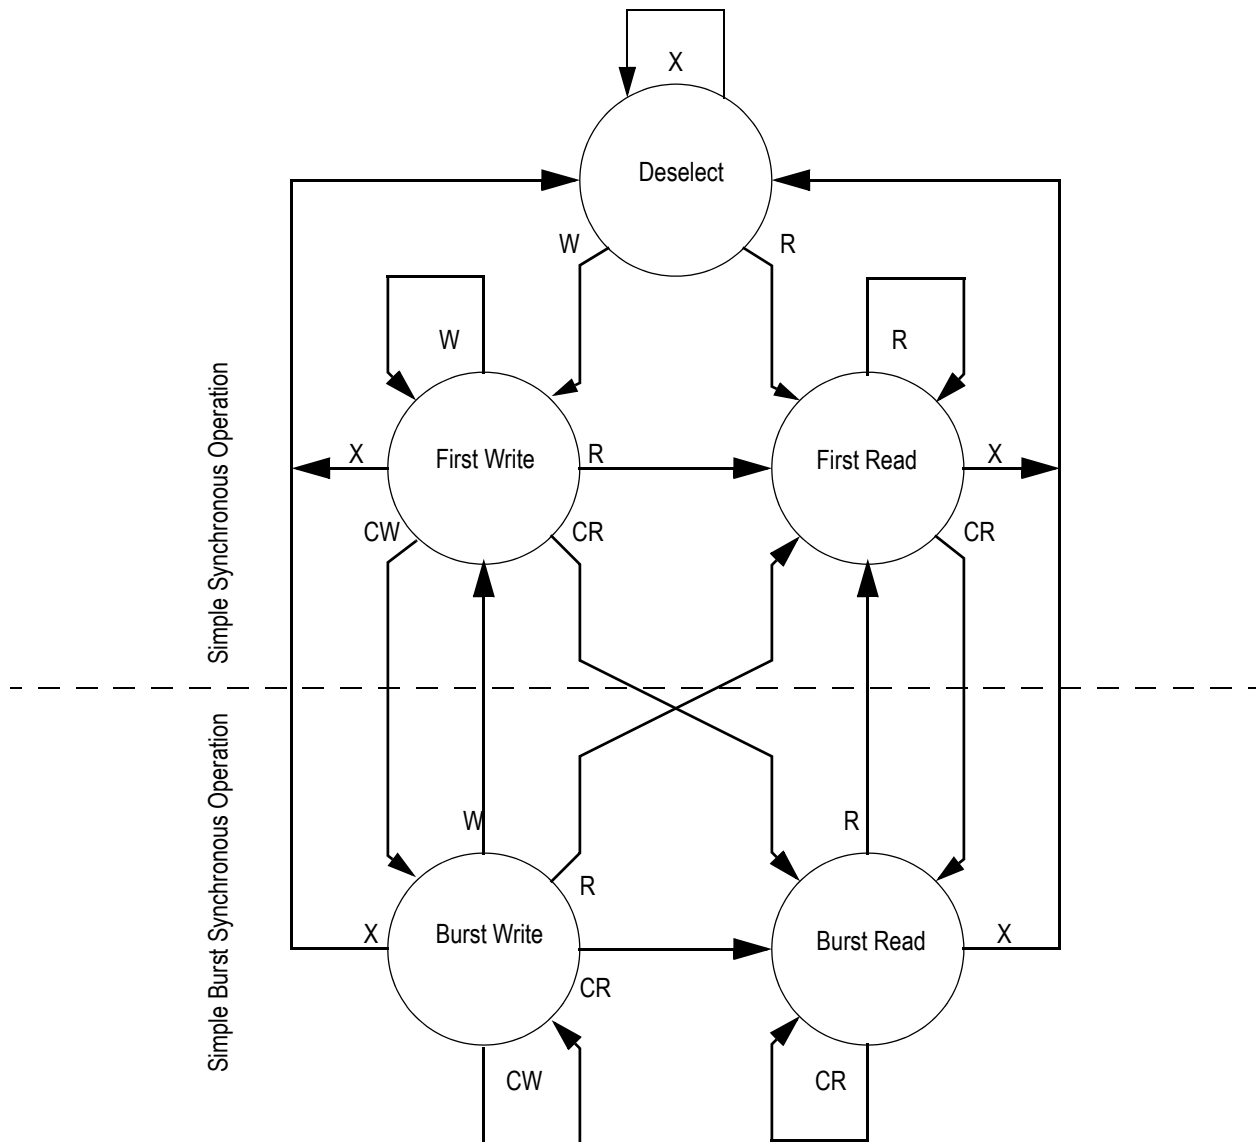 X
Deselect
W
R
W
R
Simple Synchronous Operation
X
First Write
R
First Read
X
CW
CR
CR
Simple Burst Synchronous Operation
W
R
R
X
Burst Write
Burst Read
X
CR
CW
CR